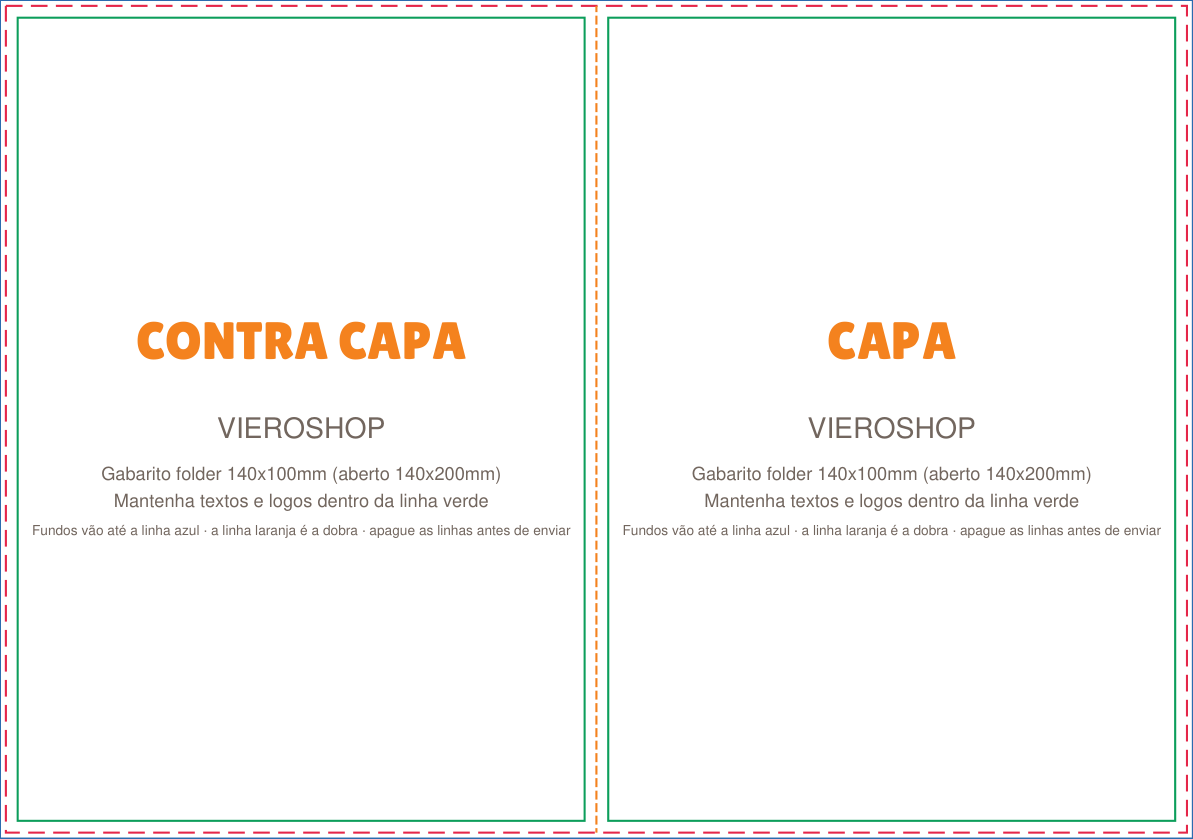 CONTRA CAPA
VIEROSHOP
Gabarito folder 140x100mm (aberto 140x200mm)
Mantenha textos e logos dentro da linha verde
Fundos vão até a linha azul · a linha laranja é a dobra · apague as linhas antes de enviar
CAPA
VIEROSHOP
Gabarito folder 140x100mm (aberto 140x200mm)
Mantenha textos e logos dentro da linha verde
Fundos vão até a linha azul · a linha laranja é a dobra · apague as linhas antes de enviar